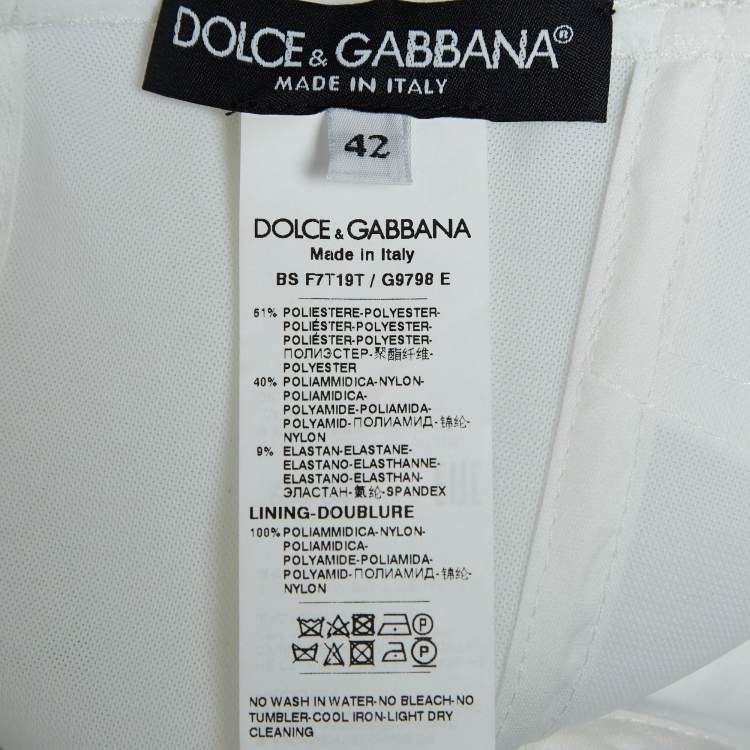 DOLCE & GABBANA®
MADE IN ITALY
42
DOLCE & GABBANA
Made in Italy
BS F7T19T / G9798 E
51% POLIESTERE-POLYESTER-
POLIÉSTER-POLYESTER-
POLIÉSTER-POLYESTER-
ПОЛИЭСТЕР-聚酯纤维-
POLYESTER
40% POLIAMMIDICA-NYLON-
POLIAMIDICA-
POLYAMIDE-POLIAMIDA-
POLYAMID-ПОЛИАМИД-锦纶-
NYLON
9% ELASTAN-ELASTANE-
ELASTANO-ELASTHANNE-
ELASTANO-ELASTHAN-
ЭЛАСТАН-氨纶-SPANDEX
LINING-DOUBLURE
100% POLIAMMIDICA-NYLON-
POLIAMIDICA-
POLYAMIDE-POLIAMIDA-
POLYAMID-ПОЛИАМИД-锦纶-
NYLON
P
P
NO WASH IN WATER-NO BLEACH-NO
TUMBLER-COOL IRON-LIGHT DRY
CLEANING